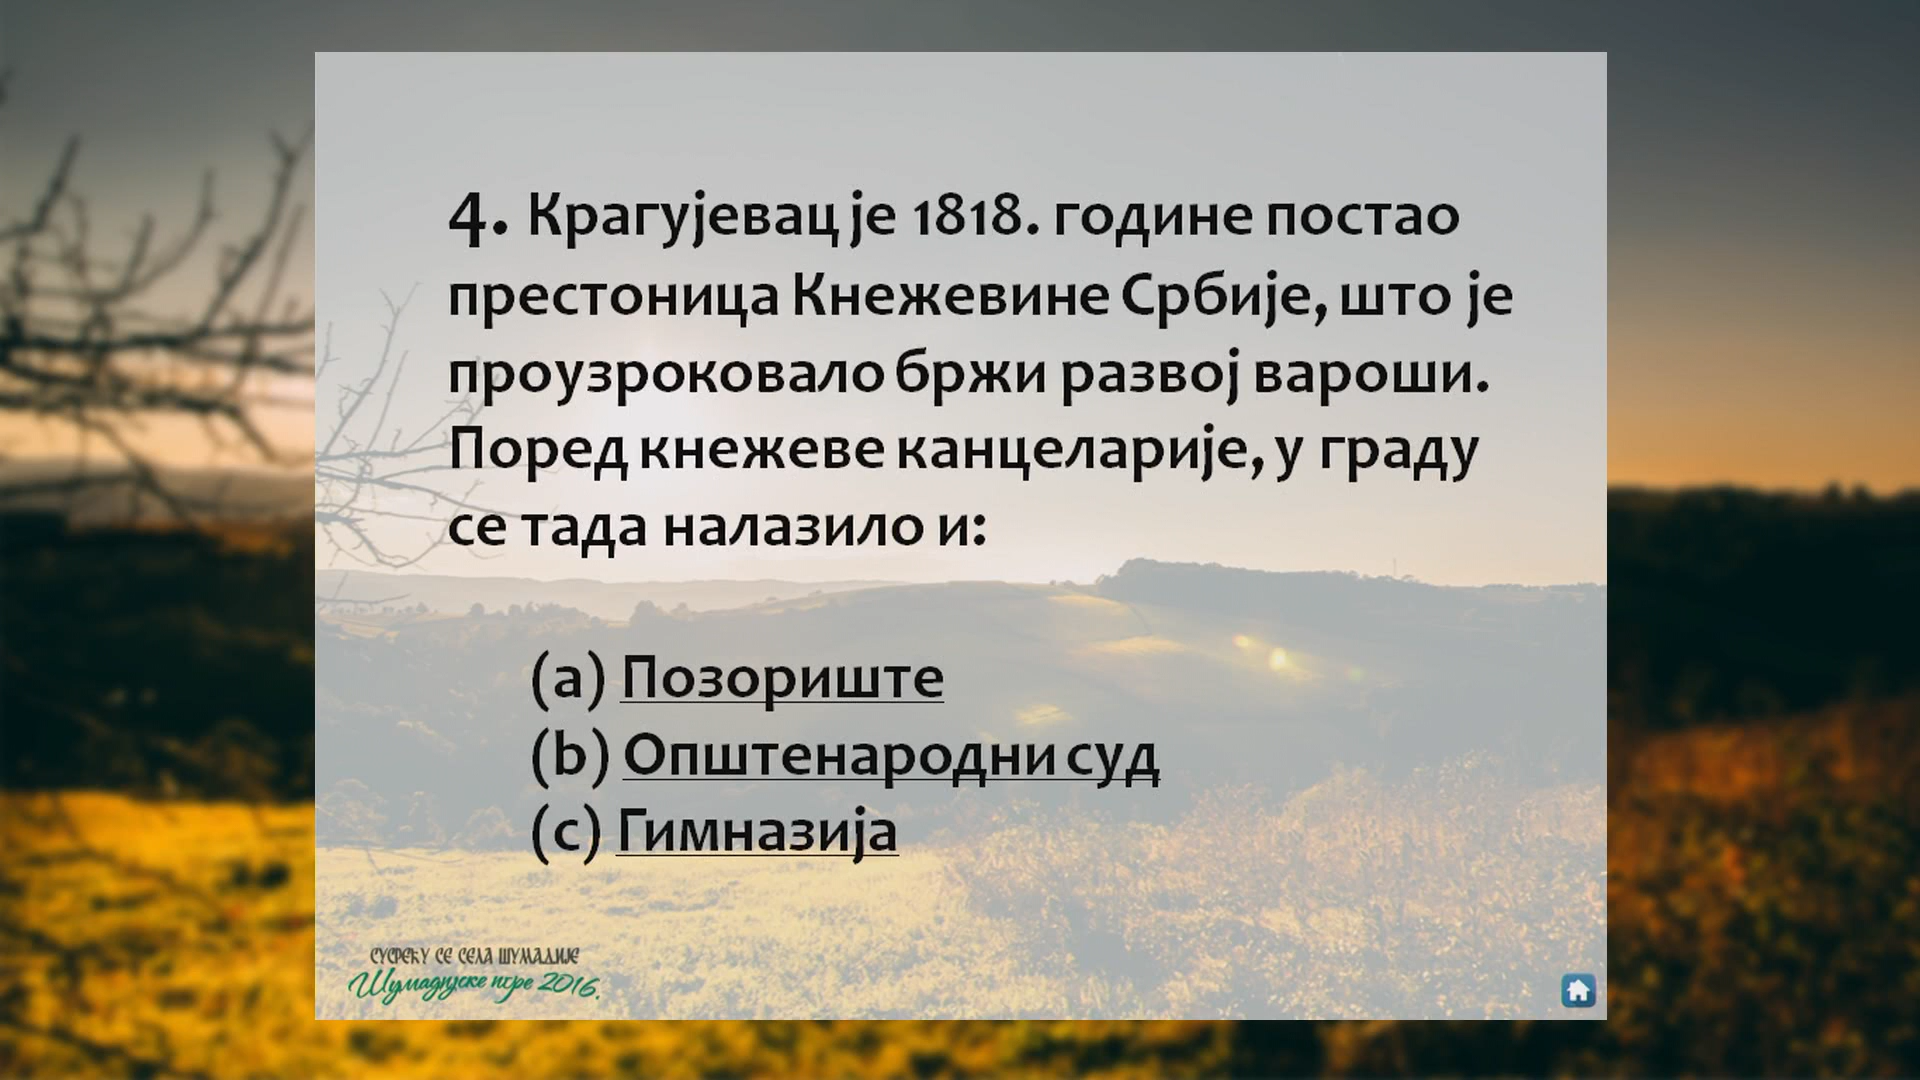 4. Крагујевац је 1818. године постао
престоница Кнежевине Србије, што је
проузроковало бржи развој вароши.
Поред кнежеве канцеларије, у граду
се тада налазило и:
(a) Позориште
(b) Општенародни суд
(c) Гимназија
СУСРЕЋУ СЕ СЕЛА ШУМАДИЈЕ
Шумадијске игре 2016.